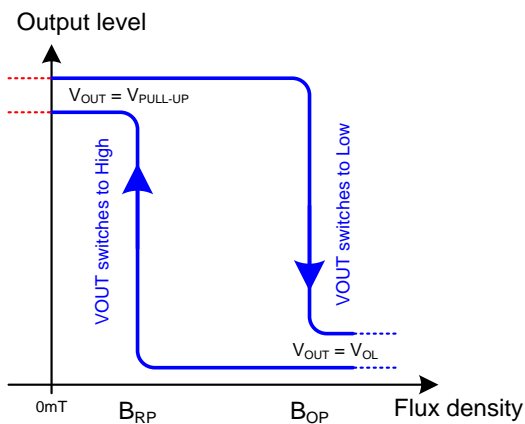 Output level
VOUT = VPULL-UP
VOUT switches to High
VOUT switches to Low
VOUT = VOL
0mT
BRP
BOP
Flux density